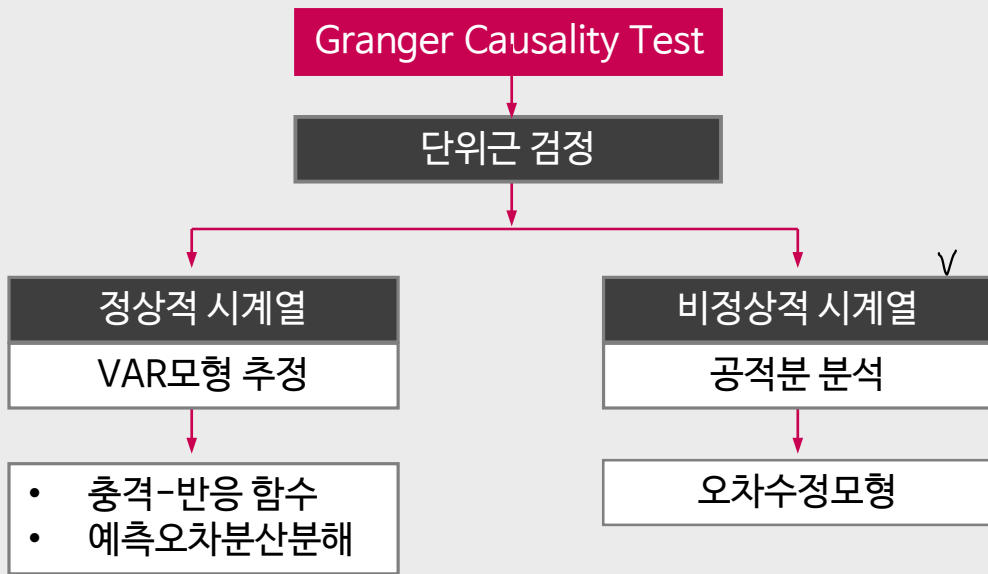 Granger Causality Test
단위근 검정
정상적 시계열
VAR모형 추정
• 충격-반응 함수
• 예측오차분산분해
V
비정상적 시계열
공적분 분석
오차수정모형